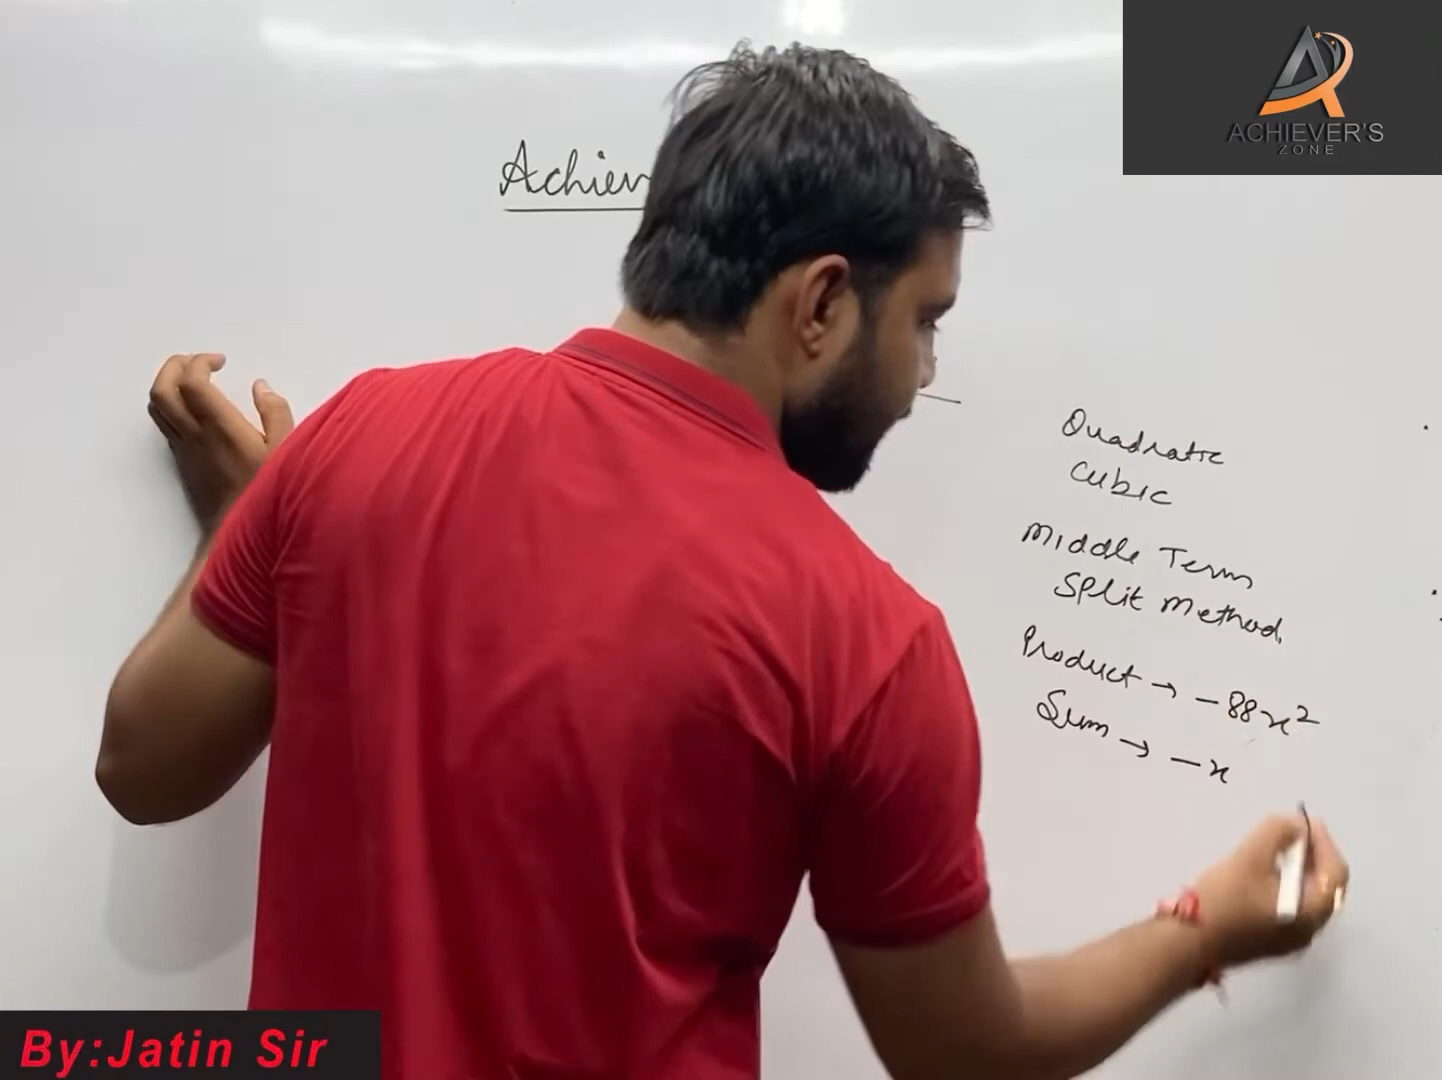 ACHIEVER'S
ZONE
Achiev
Quadratic
Cubic
Middle Term
Split Method
Product → -88x²
Sum → -x
By:Jatin Sir